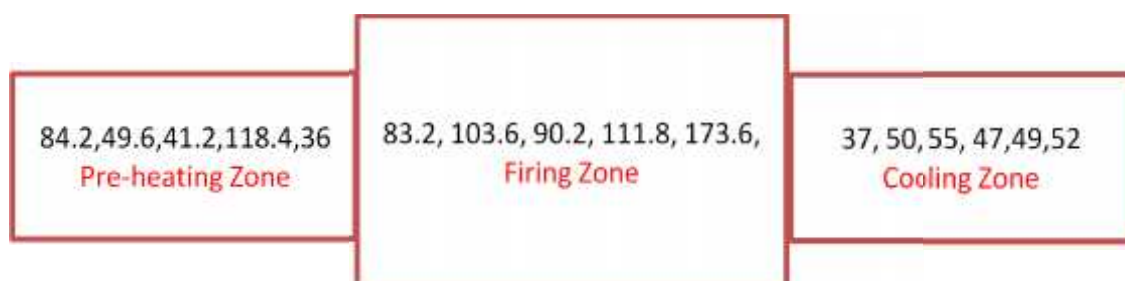 84.2,49.6,41.2,118.4,36
Pre-heating Zone
83.2, 103.6, 90.2, 111.8, 173.6,
Firing Zone
37, 50, 55, 47,49,52
Cooling Zone